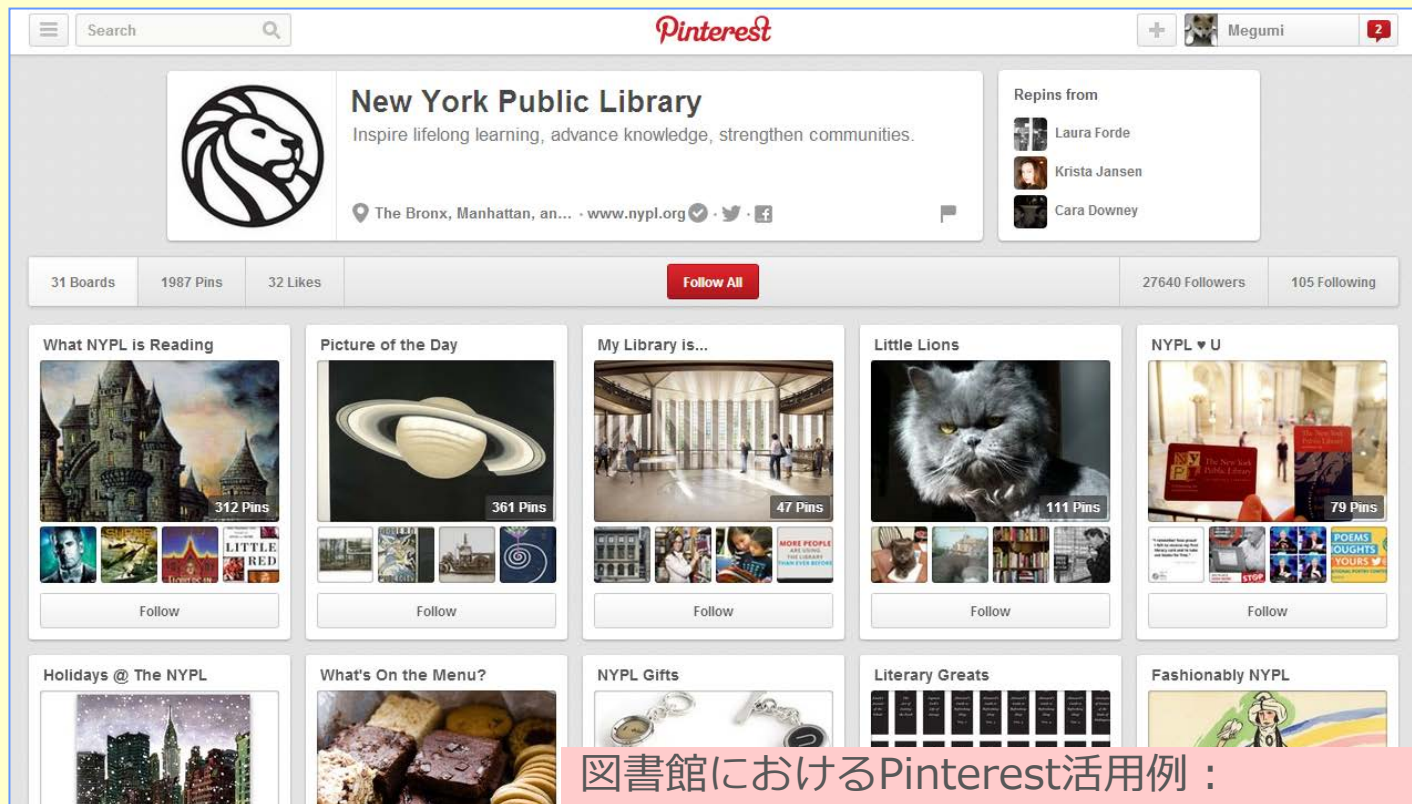 Search
Pinterest
Megumi
2
New York Public Library
Inspire lifelong learning, advance knowledge, strengthen communities.
The Bronx, Manhattan, an... · www.nypl.org
Repins from
Laura Forde
Krista Jansen
Cara Downey
31 Boards 1987 Pins 32 Likes Follow All 27640 Followers 105 Following
What NYPL is Reading
312 Pins
LITTLE
RED
Follow
Picture of the Day
361 Pins
Follow
My Library is...
47 Pins
MORE PEOPLE
ARE USING
THE LIBRARY
THAN EVER BEFORE
Follow
Little Lions
111 Pins
Follow
NYPL ♥ U
The New York
Public Library
79 Pins
STOP
POEMS
YOURS
Follow
Holidays @ The NYPL
What's On the Menu?
NYPL Gifts
Literary Greats
Fashionably NYPL
図書館におけるPinterest活用例：